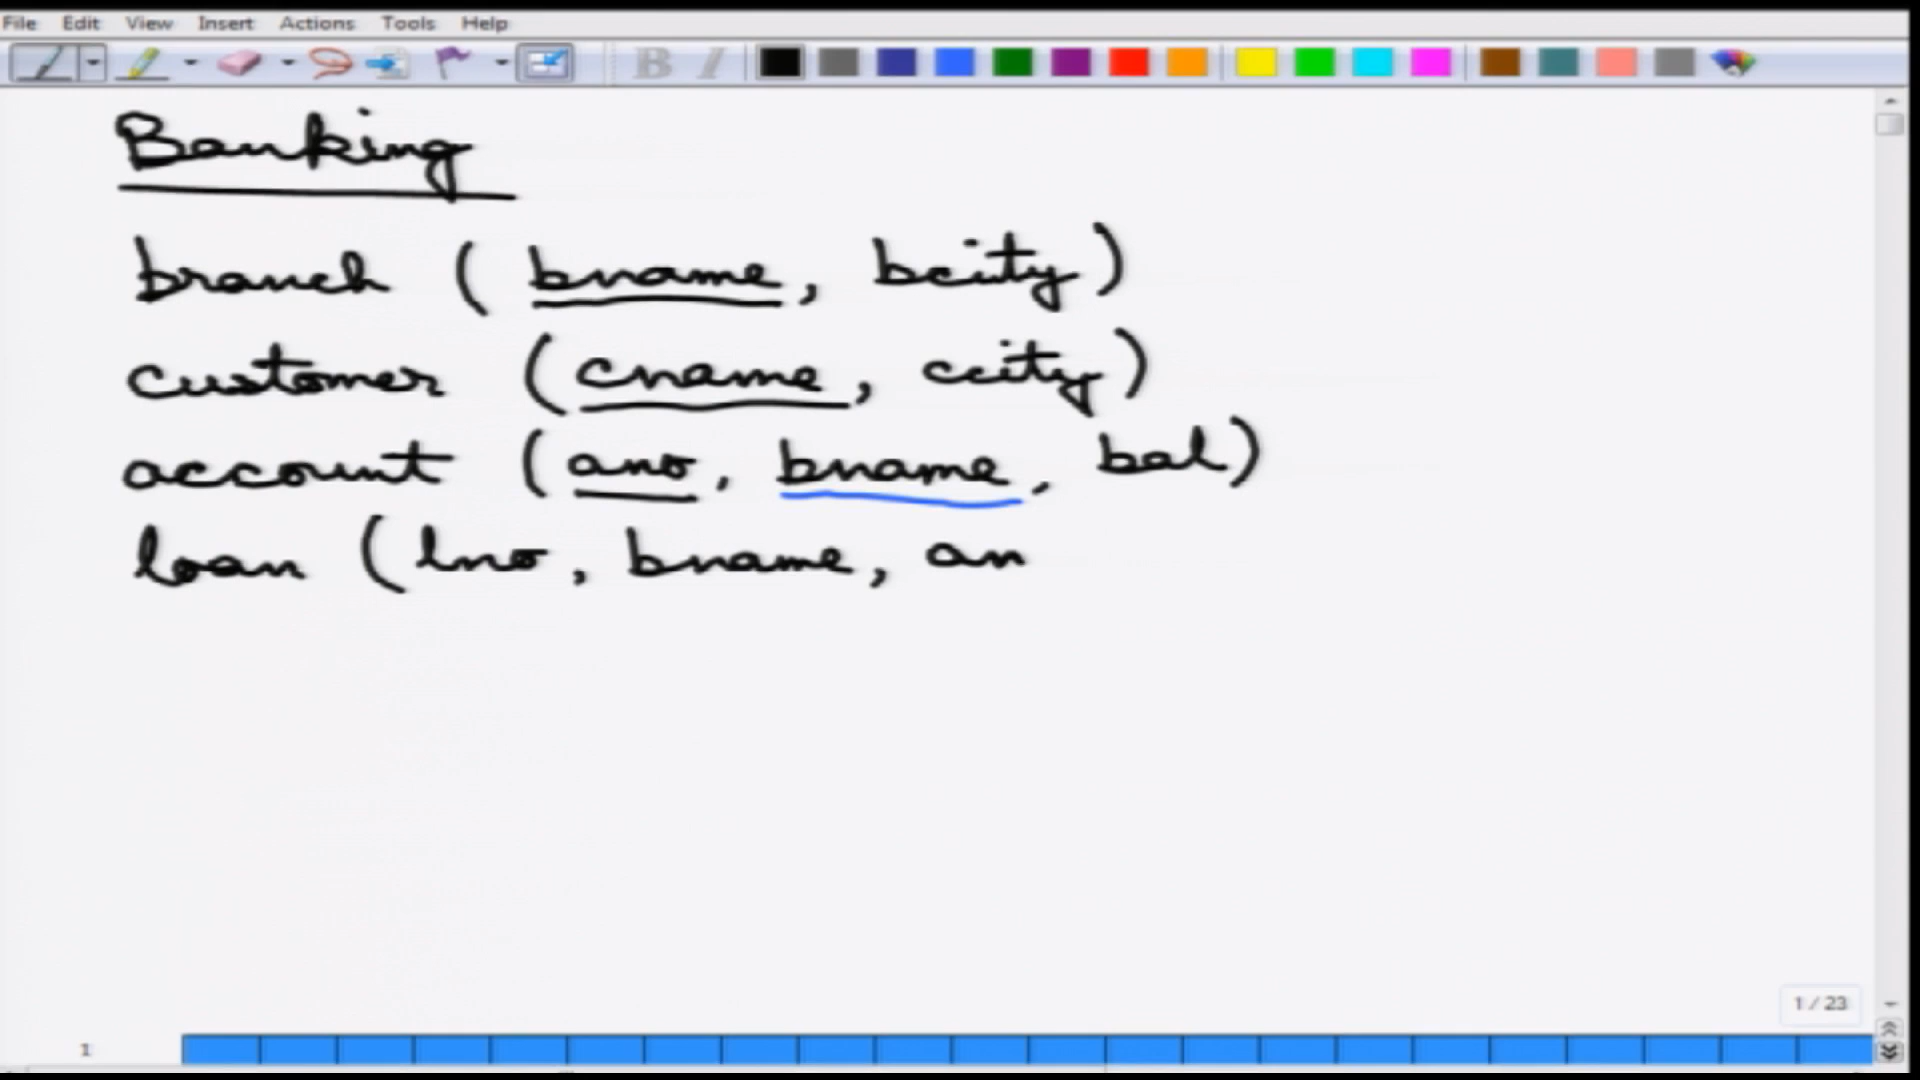 File Edit View Insert Actions Tools Help
B I
Banking
branch ( bname, bcity)
customer (cname, ccity)
account (ano, bname, bal)
loan (lno, bname, am
1 / 23
1